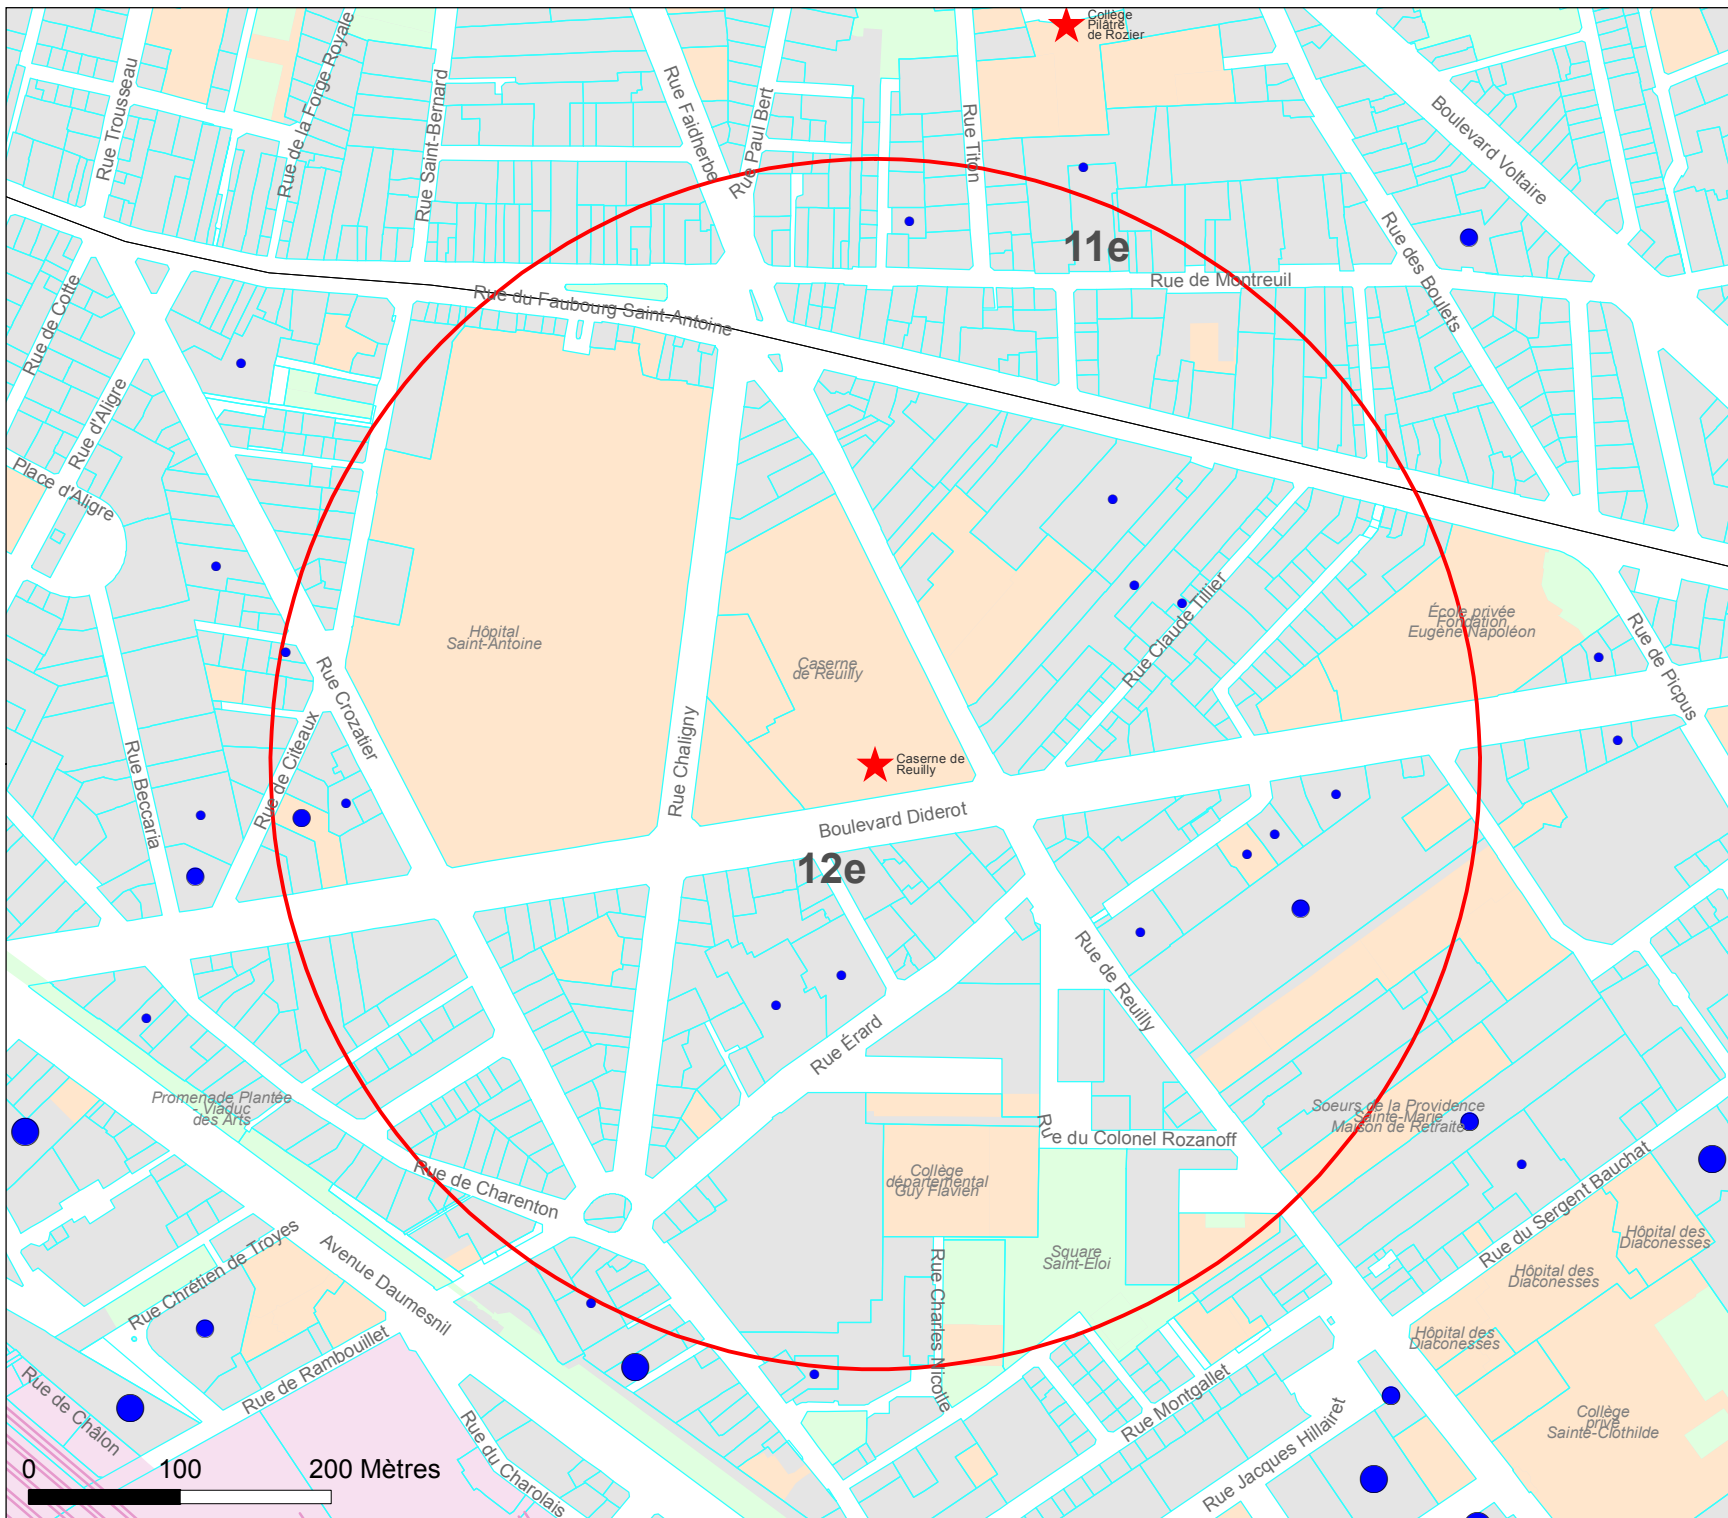 Collège
Pilâtre
de Rozier
Rue Trousseau
Rue de la Forge Royale
Rue Saint-Bernard
Rue Faidherbe
Rue Paul Bert
Rue Titon
Boulevard Voltaire
Rue des Boulets
11e
Rue de Montreuil
Rue du Faubourg Saint-Antoine
Rue de Cotte
Rue d'Aligre
Place d'Aligre
Hôpital
Saint-Antoine
Caserne
de Reuilly
Rue Claude Tillier
École privée
Fondation
Eugène Napoléon
Rue de Picpus
Rue Crozatier
Rue de Citeaux
Rue Beccaria
Rue Chaligny
Caserne de
Reuilly
Boulevard Diderot
12e
Rue de Reuilly
Rue Érard
Promenade Plantée
- Viaduc
des Arts
Soeurs de la Providence
Sainte-Marie
Maison de Retraite
Rue du Colonel Rozanoff
Collège
départemental
Guy Flavien
Rue de Charenton
Rue du Sergent Bauchat
Avenue Daumesnil
Rue Chrétien de Troyes
Square
Saint-Eloi
Rue Charles Nicolle
Hôpital des
Diaconesses
Hôpital des
Diaconesses
Hôpital des
Diaconesses
Rue de Rambouillet
Rue de Châlon
Rue du Charolais
Rue Montgallet
Rue Jacques Hillairet
Collège
privé
Sainte-Clothilde
0 100 200 Mètres